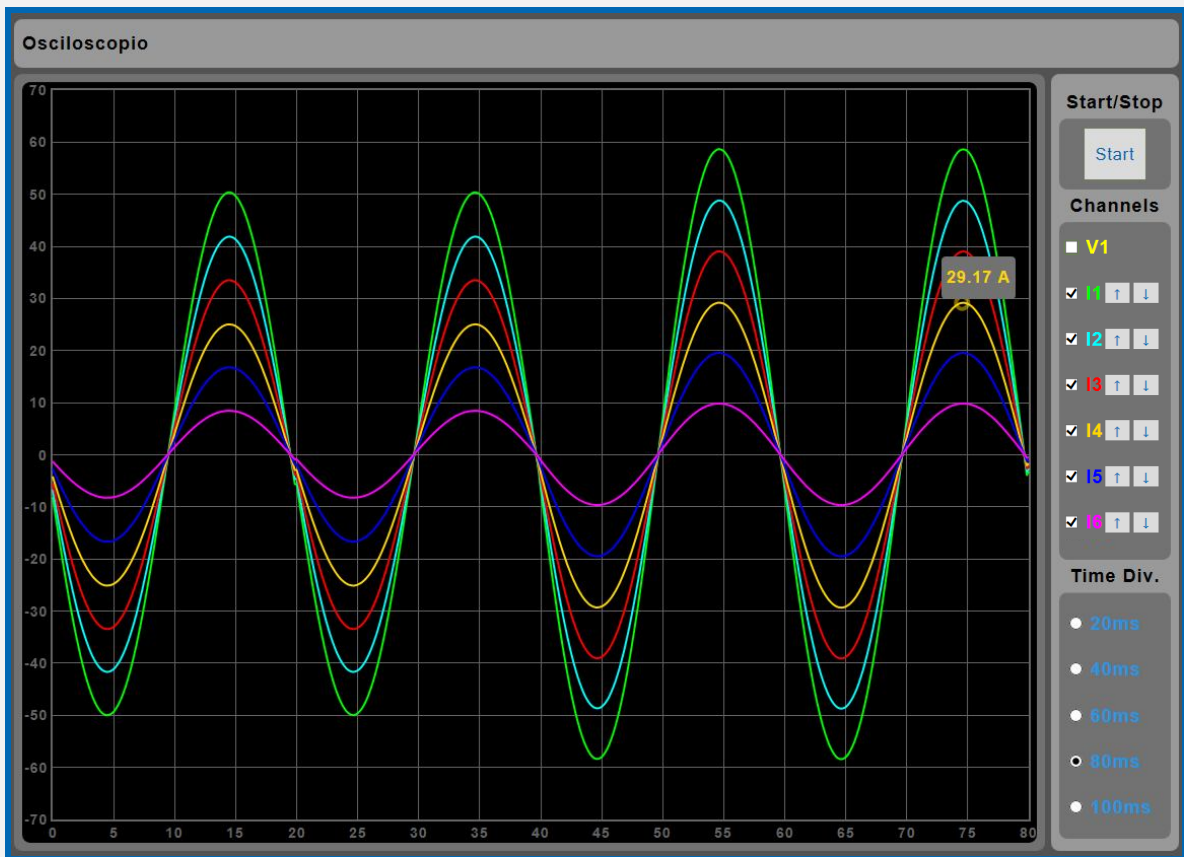 Osciloscopio
70
60
50
40
30
20
10
0
-10
-20
-30
-40
-50
-60
-70
0 5 10 15 20 25 30 35 40 45 50 55 60 65 70 75 80
29.17 A
Start/Stop
Start
Channels
V1
I1 ↑ ↓
I2 ↑ ↓
I3 ↑ ↓
I4 ↑ ↓
I5 ↑ ↓
I6 ↑ ↓
Time Div.
20ms
40ms
60ms
80ms
100ms